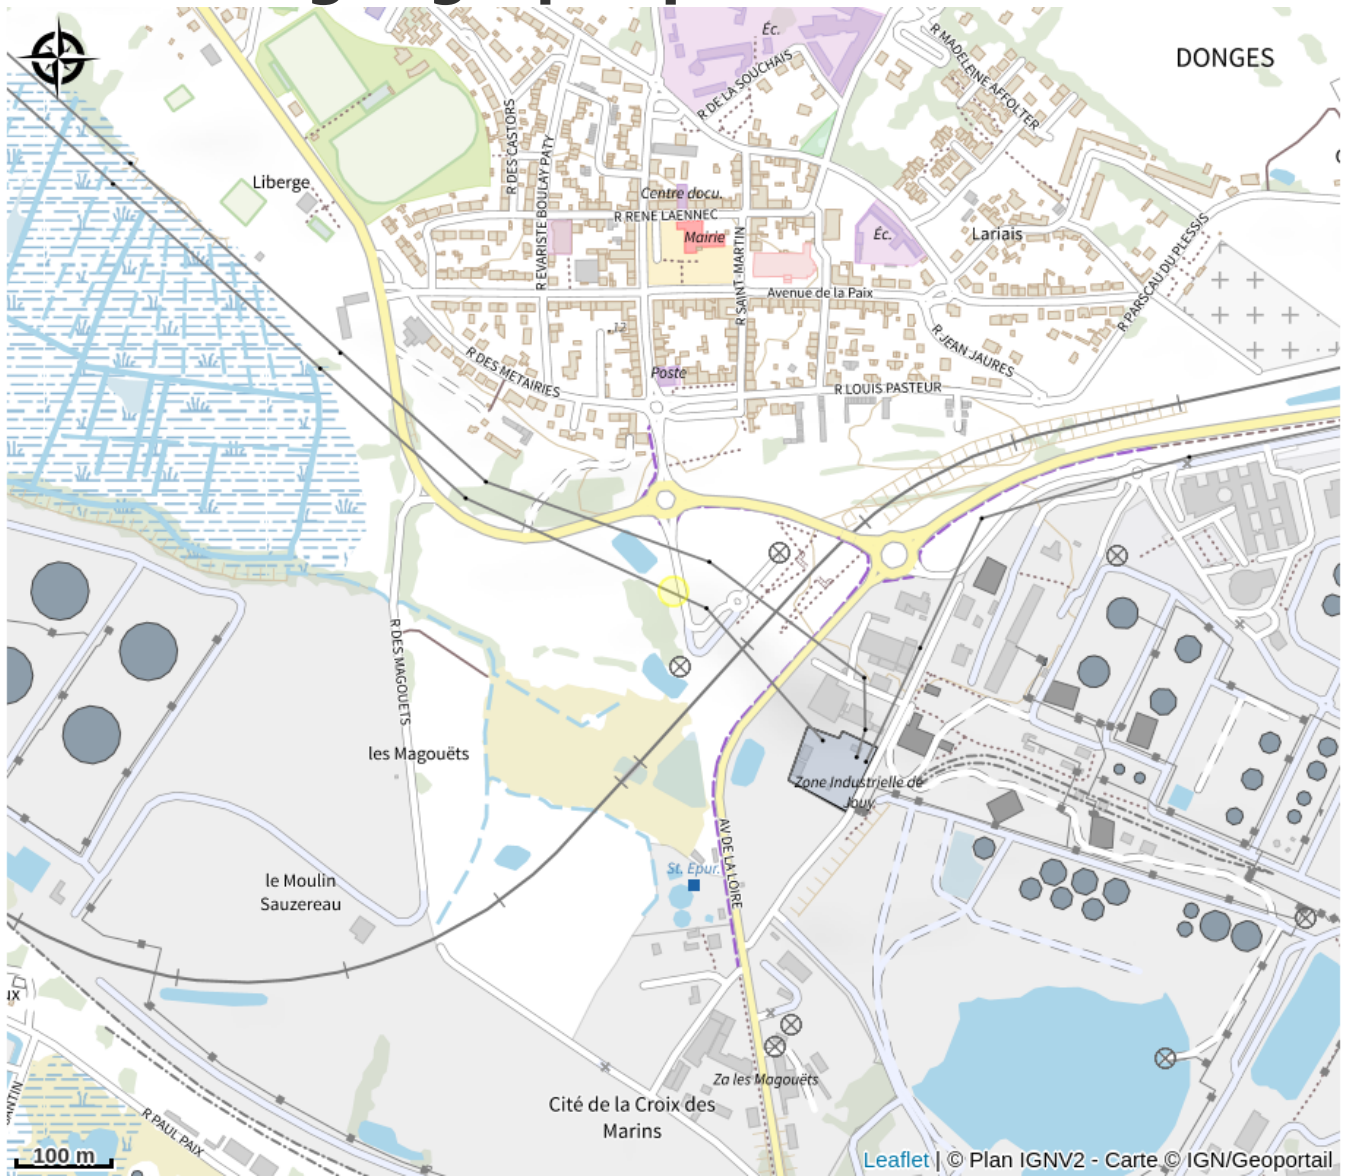 Éc.
DONGES
R MADELEINE AFFOLTER
R DE LA SOUCHAIS
R DES CASTORS
R EVARISTE BOULAY PATY
Liberge
Centre docu.
R RENE LAENNEC
Mairie
Éc.
Lariais
R SAINT-MARTIN
R PARSCAU DU PLESSIS
Avenue de la Paix
R JEAN JAURES
R DES METAIRIES
Poste
R LOUIS PASTEUR
R DES MAGOUETS
les Magouëts
Zone Industrielle de
Jouy
AV DE LA LOIRE
St. Epur.
le Moulin
Sauzereau
ux
Za les Magouëts
Cité de la Croix des
Marins
R PAUL PAIX
100 m
Leaflet | © Plan IGNV2 - Carte © IGN/Geoportail